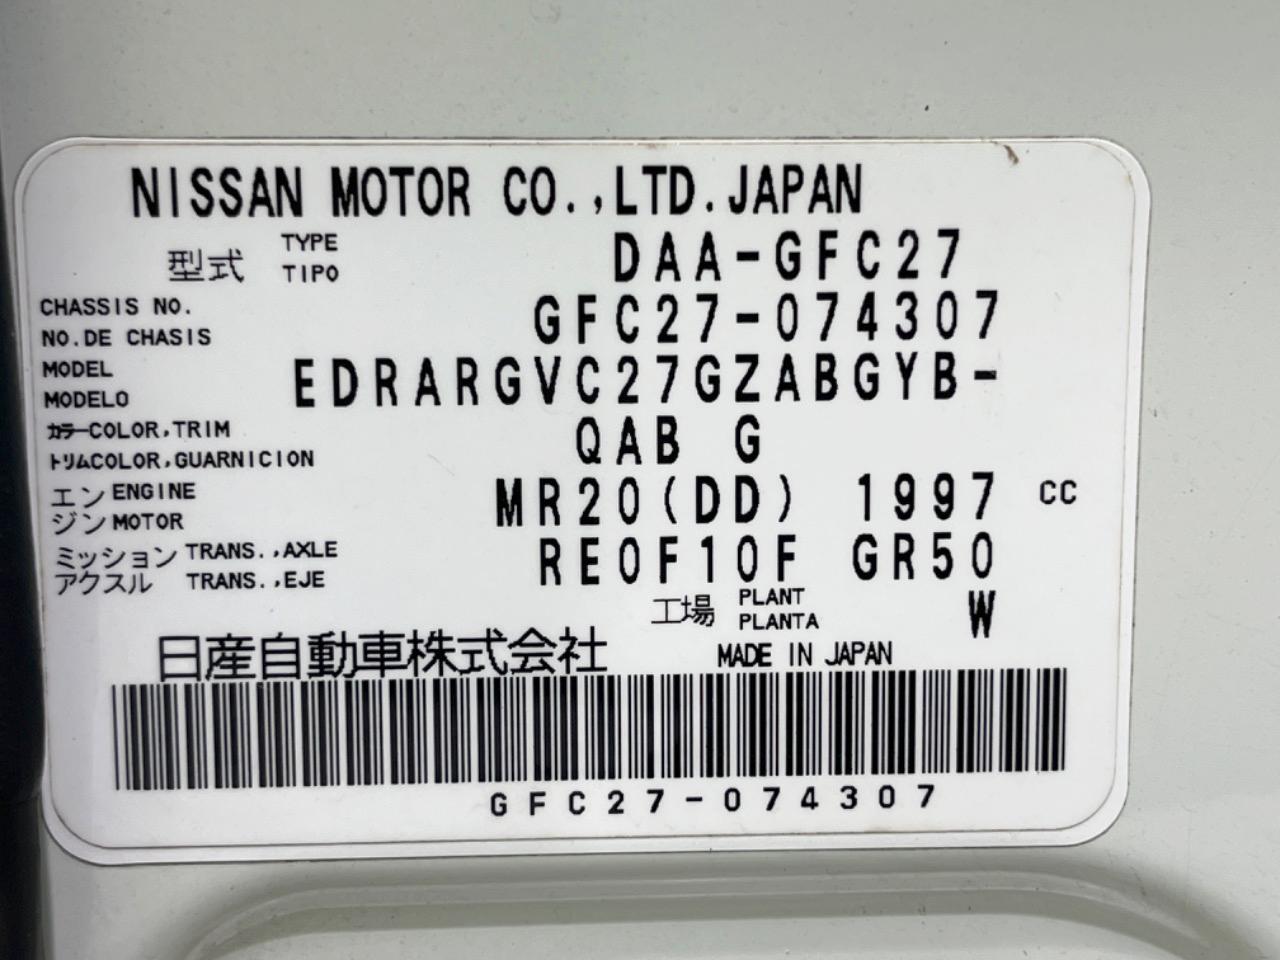 NISSAN MOTOR CO.,LTD.JAPAN
型式 TYPE TIPO DAA-GFC27
CHASSIS NO.
NO.DE CHASIS GFC27-074307
MODEL
MODELO EDRARGVC27GZABGYB-
カラーCOLOR,TRIM
トリムCOLOR,GUARNICION QAB G
エンジン ENGINE MOTOR MR20(DD) 1997 CC
ミッション TRANS.,AXLE
アクスル TRANS.,EJE RE0F10F GR50
工場 PLANT PLANTA W
日産自動車株式会社 MADE IN JAPAN
GFC27-074307